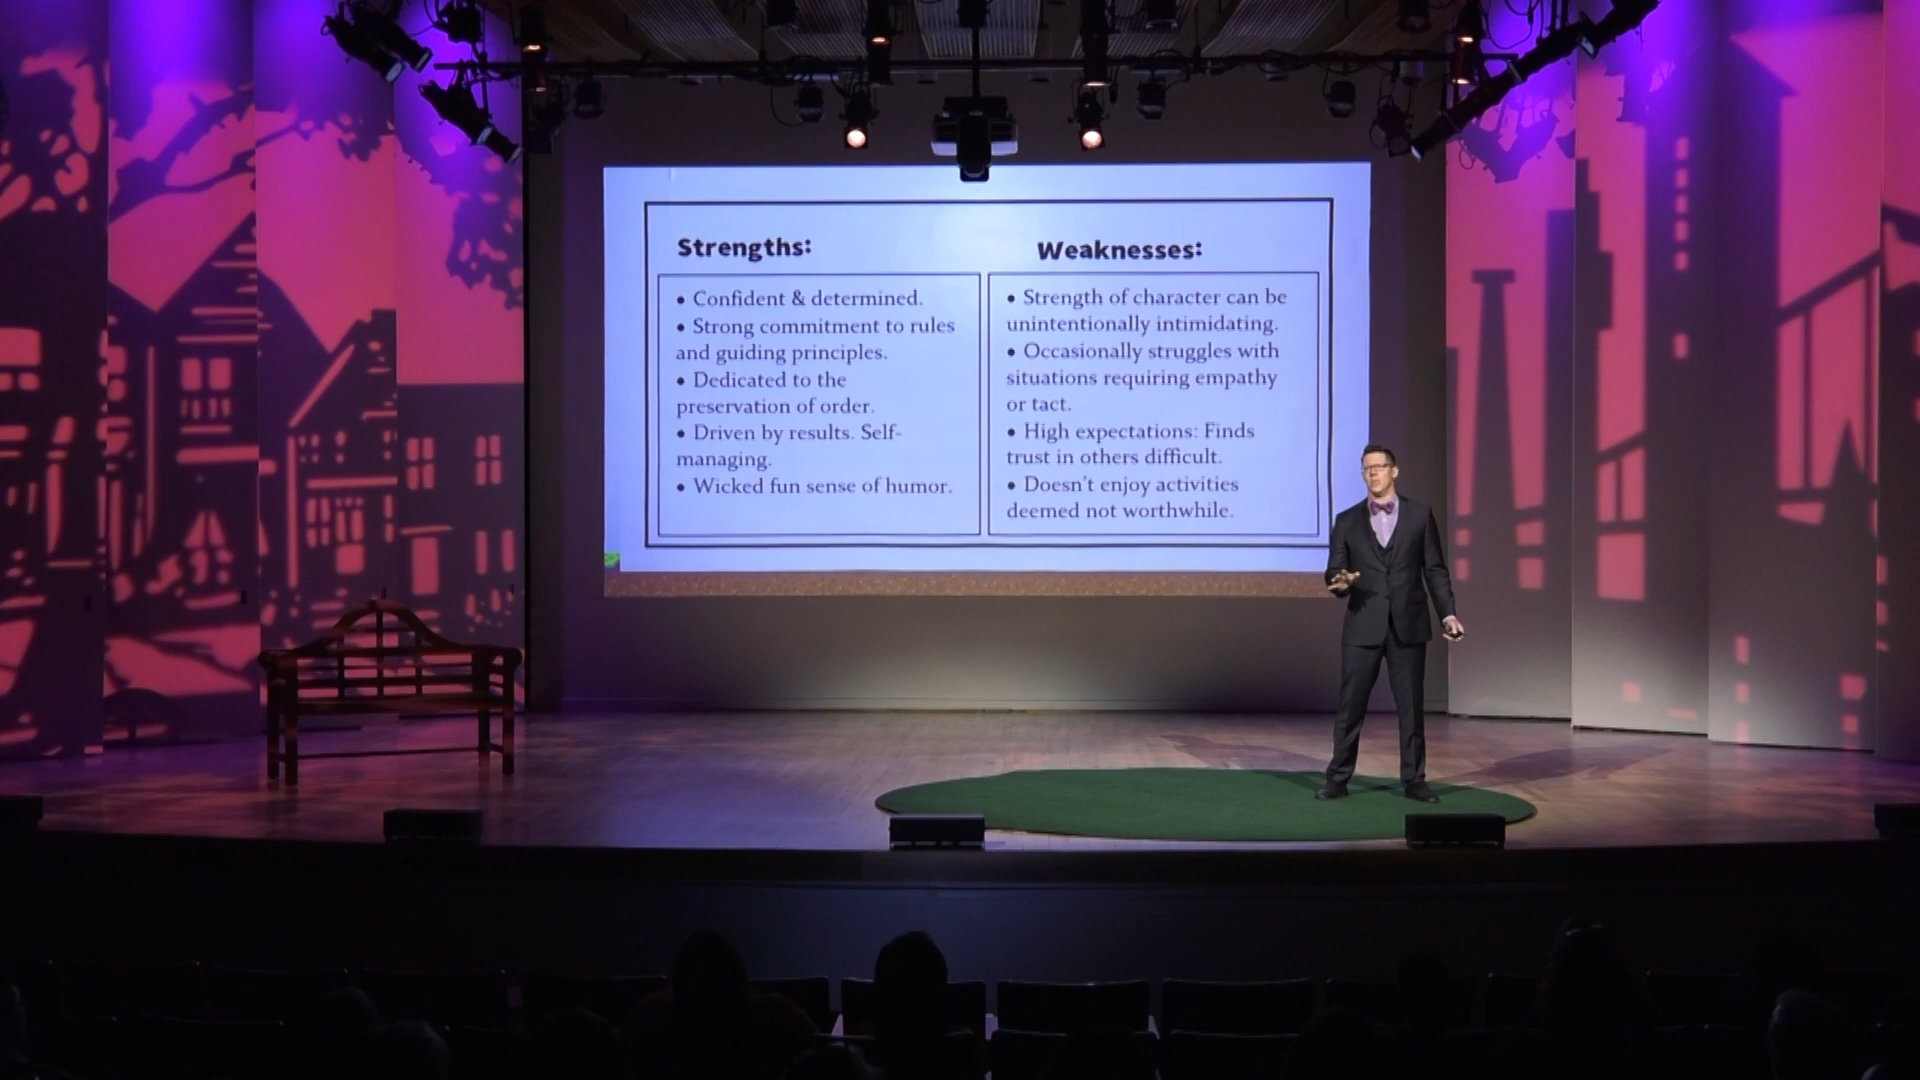 Strengths:
• Confident & determined.
• Strong commitment to rules
and guiding principles.
• Dedicated to the
preservation of order.
• Driven by results. Self-
managing.
• Wicked fun sense of humor.
Weaknesses:
• Strength of character can be
unintentionally intimidating.
• Occasionally struggles with
situations requiring empathy
or tact.
• High expectations: Finds
trust in others difficult.
• Doesn't enjoy activities
deemed not worthwhile.